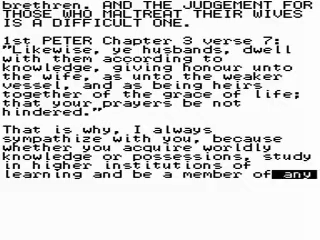 brethren. AND THE JUDGEMENT FOR
THOSE WHO MALTREAT THEIR WIVES
IS A DIFFICULT ONE.
1st PETER Chapter 3 verse 7:
"Likewise, ye husbands, dwell
with them according to
knowledge, giving honour unto
the wife, as unto the weaker
vessel, and as being heirs
together of the grace of life;
that your prayers be not
hindered."
That is why, I always
sympathize with you, because
whether you acquire worldly
knowledge or possessions, study
in higher institutions of
learning and be a member of any